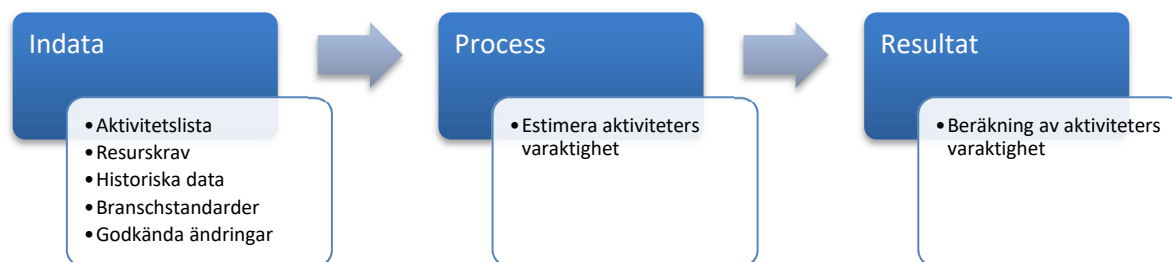 Indata
• Aktivitetslista
• Resurskrav
• Historiska data
• Branschstandarder
• Godkända ändringar
Process
• Estimera aktiviteters
varaktighet
Resultat
• Beräkning av aktiviteters
varaktighet